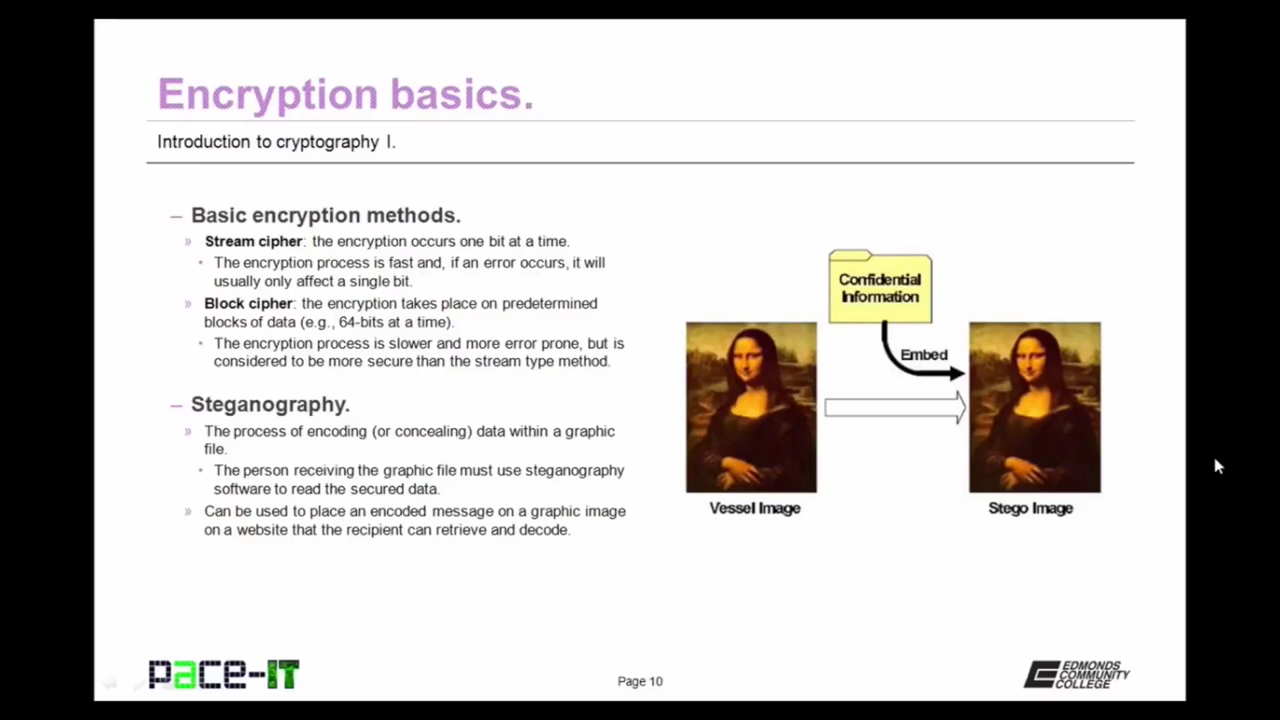 Encryption basics.
Introduction to cryptography I.
– Basic encryption methods.
» Stream cipher: the encryption occurs one bit at a time.
• The encryption process is fast and, if an error occurs, it will
usually only affect a single bit.
» Block cipher: the encryption takes place on predetermined
blocks of data (e.g., 64-bits at a time).
• The encryption process is slower and more error prone, but is
considered to be more secure than the stream type method.
– Steganography.
» The process of encoding (or concealing) data within a graphic
file.
• The person receiving the graphic file must use steganography
software to read the secured data.
» Can be used to place an encoded message on a graphic image
on a website that the recipient can retrieve and decode.
Confidential
Information
Embed
Vessel Image
Stego Image
pace-IT
Page 10
EDMONDS
COMMUNITY
COLLEGE